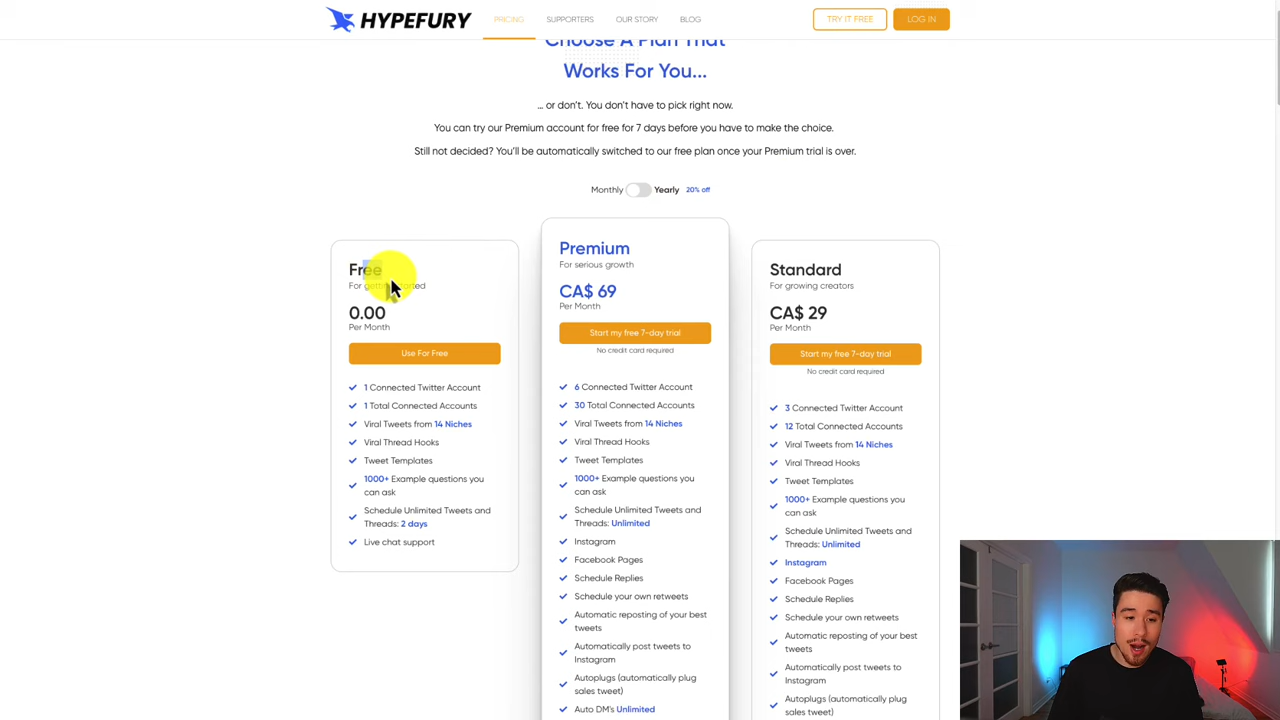 HYPEFURY
PRICING
SUPPORTERS
OUR STORY
BLOG
TRY IT FREE
LOG IN
Choose A Plan That
Works For You...
... or don't. You don't have to pick right now.
You can try our Premium account for free for 7 days before you have to make the choice.
Still not decided? You'll be automatically switched to our free plan once your Premium trial is over.
Monthly
Yearly
20% off
Free
For getting started
0.00
Per Month
Use For Free
1 Connected Twitter Account
1 Total Connected Accounts
Viral Tweets from 14 Niches
Viral Thread Hooks
Tweet Templates
1000+ Example questions you
can ask
Schedule Unlimited Tweets and
Threads: 2 days
Live chat support
Premium
For serious growth
CA$ 69
Per Month
Start my free 7-day trial
No credit card required
6 Connected Twitter Account
30 Total Connected Accounts
Viral Tweets from 14 Niches
Viral Thread Hooks
Tweet Templates
1000+ Example questions you
can ask
Schedule Unlimited Tweets and
Threads: Unlimited
Instagram
Facebook Pages
Schedule Replies
Schedule your own retweets
Automatic reposting of your best
tweets
Automatically post tweets to
Instagram
Autoplugs (automatically plug
sales tweet)
Auto DM's Unlimited
Standard
For growing creators
CA$ 29
Per Month
Start my free 7-day trial
No credit card required
3 Connected Twitter Account
12 Total Connected Accounts
Viral Tweets from 14 Niches
Viral Thread Hooks
Tweet Templates
1000+ Example questions you
can ask
Schedule Unlimited Tweets and
Threads: Unlimited
Instagram
Facebook Pages
Schedule Replies
Schedule your own retweets
Automatic reposting of your best
tweets
Automatically post tweets to
Instagram
Autoplugs (automatically plug
sales tweet)